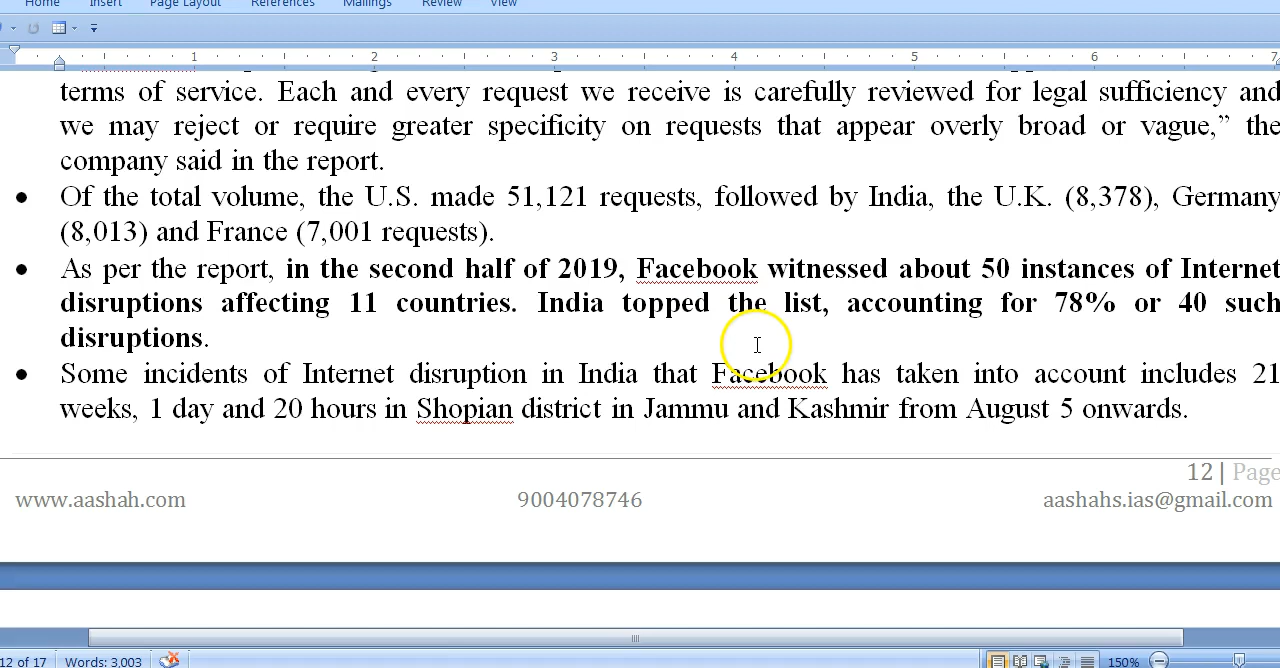 Home Insert Page Layout References Mailings Review View
1 2 3 4 5 6 7
terms of service. Each and every request we receive is carefully reviewed for legal sufficiency and
we may reject or require greater specificity on requests that appear overly broad or vague,” the
company said in the report.
• Of the total volume, the U.S. made 51,121 requests, followed by India, the U.K. (8,378), Germany
(8,013) and France (7,001 requests).
• As per the report, in the second half of 2019, Facebook witnessed about 50 instances of Internet
disruptions affecting 11 countries. India topped the list, accounting for 78% or 40 such
disruptions.
• Some incidents of Internet disruption in India that Facebook has taken into account includes 21
weeks, 1 day and 20 hours in Shopian district in Jammu and Kashmir from August 5 onwards.
12 | Page
www.aashah.com 9004078746 aashahs.ias@gmail.com
12 of 17 Words: 3,003 150%